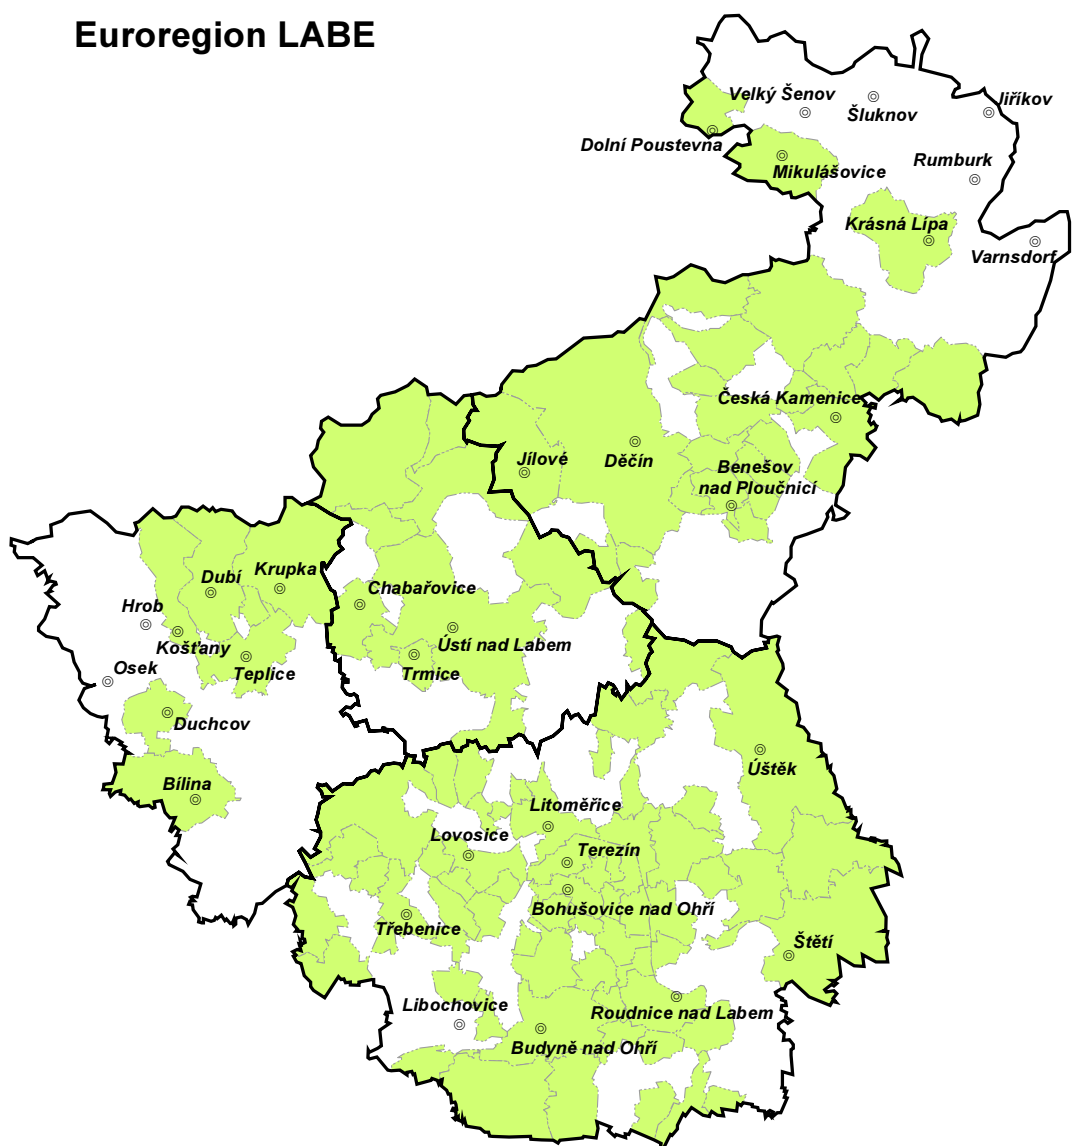 Euroregion LABE
Velký Šenov
Šluknov
Jiříkov
Dolní Poustevna
Mikulášovice
Rumburk
Krásná Lípa
Varnsdorf
Česká Kamenice
Jílové
Děčín
Benešov
nad Ploučnicí
Dubí
Krupka
Chabařovice
Hrob
Košťany
Ústí nad Labem
Osek
Teplice
Trmice
Duchcov
Bílina
Úštěk
Litoměřice
Lovosice
Terezín
Bohušovice nad Ohří
Třebenice
Štětí
Libochovice
Roudnice nad Labem
Budyně nad Ohří